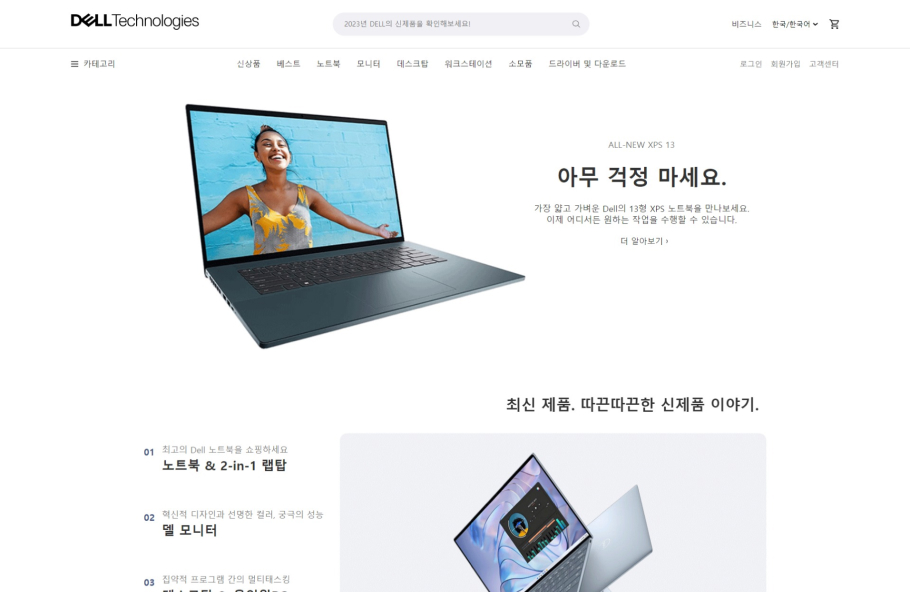 DELLTechnologies
2023년 DELL의 신제품을 확인해보세요!
비즈니스 한국/한국어
카테고리
신상품 베스트 노트북 모니터 데스크탑 워크스테이션 소모품 드라이버 및 다운로드
로그인 회원가입 고객센터
ALL-NEW XPS 13
아무 걱정 마세요.
가장 얇고 가벼운 Dell의 13형 XPS 노트북을 만나보세요.
이제 어디서든 원하는 작업을 수행할 수 있습니다.
더 알아보기 ›
최신 제품. 따끈따끈한 신제품 이야기.
01 최고의 Dell 노트북을 쇼핑하세요
노트북 & 2-in-1 랩탑
02 혁신적 디자인과 선명한 컬러, 궁극의 성능
델 모니터
03 집약적 프로그램 간의 멀티태스킹